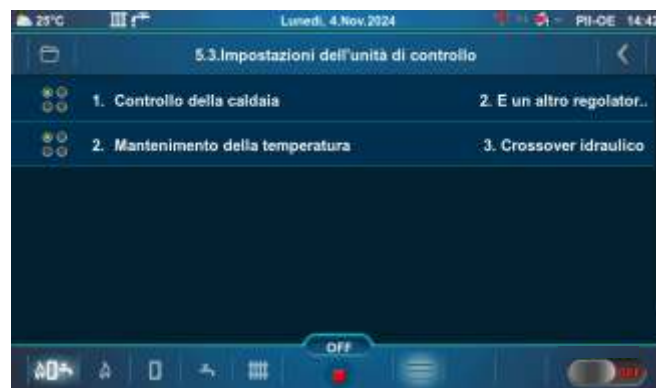 25°C Lunedì, 4.Nov.2024 PII-OE 14:42
5.3.Impostazioni dell'unità di controllo
1. Controllo della caldaia 2. E un altro regolator..
2. Mantenimento della temperatura 3. Crossover idraulico
OFF
OFF